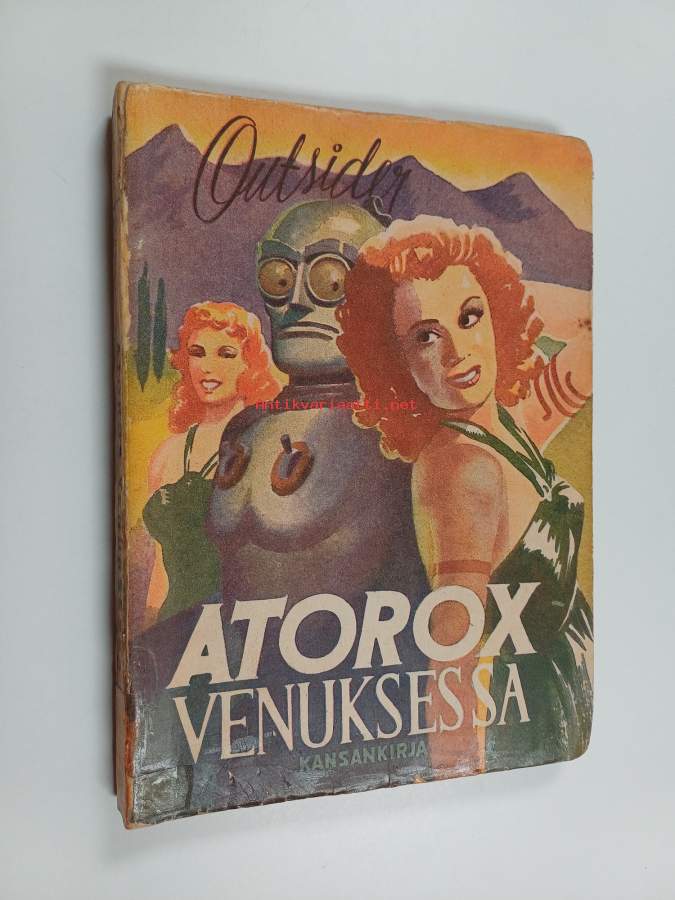 Outsider
antikvariaatti.net
ATOROX
VENUKSESSA
KANSANKIRJA